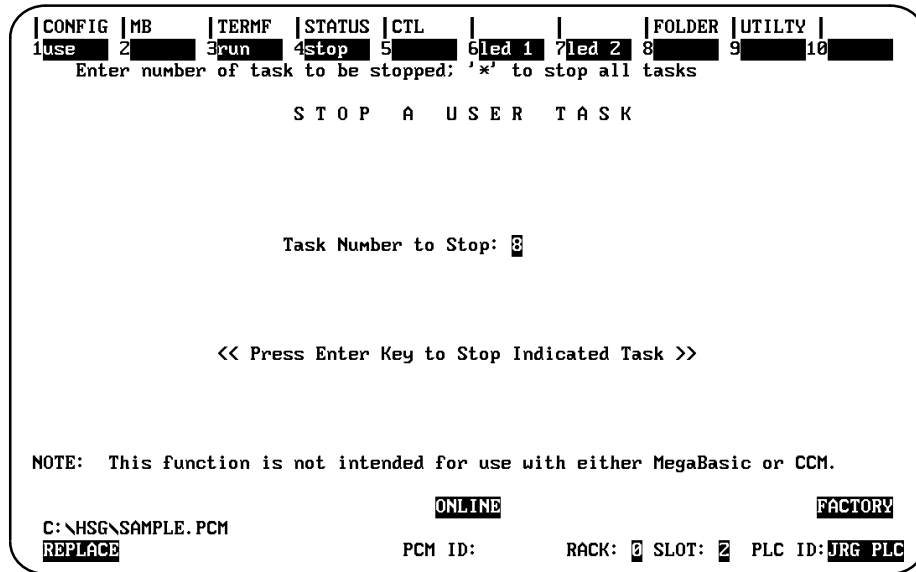 |CONFIG |MB |TERMF |STATUS |CTL | | |FOLDER |UTILTY |
1use 2 3run 4stop 5 6led 1 7led 2 8 9 10
Enter number of task to be stopped; '*' to stop all tasks
S T O P A U S E R T A S K
Task Number to Stop: 8
<< Press Enter Key to Stop Indicated Task >>
NOTE: This function is not intended for use with either MegaBasic or CCM.
ONLINE FACTORY
C:\HSG\SAMPLE.PCM
REPLACE PCM ID: RACK: 0 SLOT: 2 PLC ID: JRG PLC